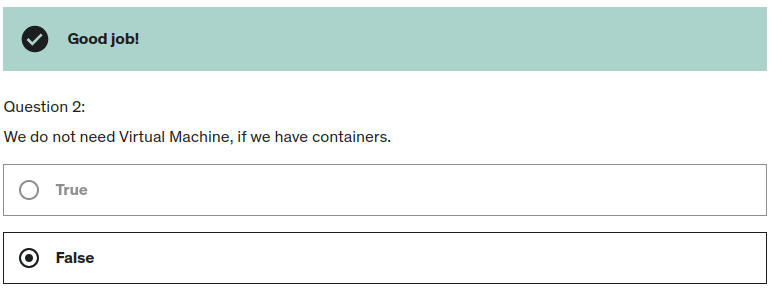 Good job!
Question 2:
We do not need Virtual Machine, if we have containers.
True
False